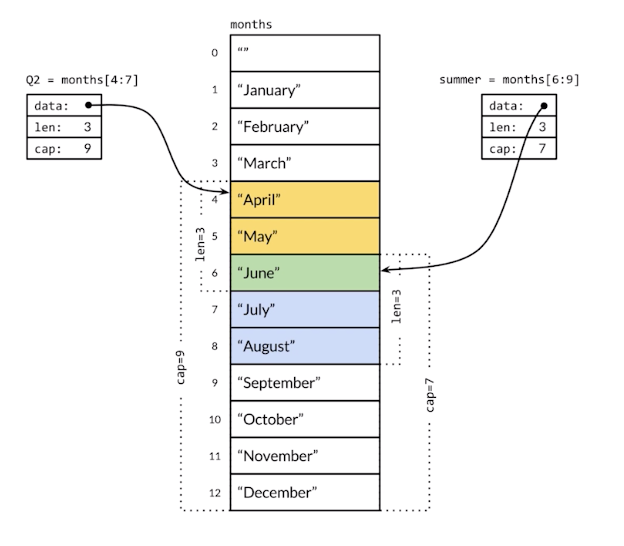 months
Q2 = months[4:7]
data:
len: 3
cap: 9
summer = months[6:9]
data:
len: 3
cap: 7
0 “”
1 “January”
2 “February”
3 “March”
4 “April”
5 “May”
6 “June”
7 “July”
8 “August”
9 “September”
10 “October”
11 “November”
12 “December”
len=3
cap=9
len=3
cap=7